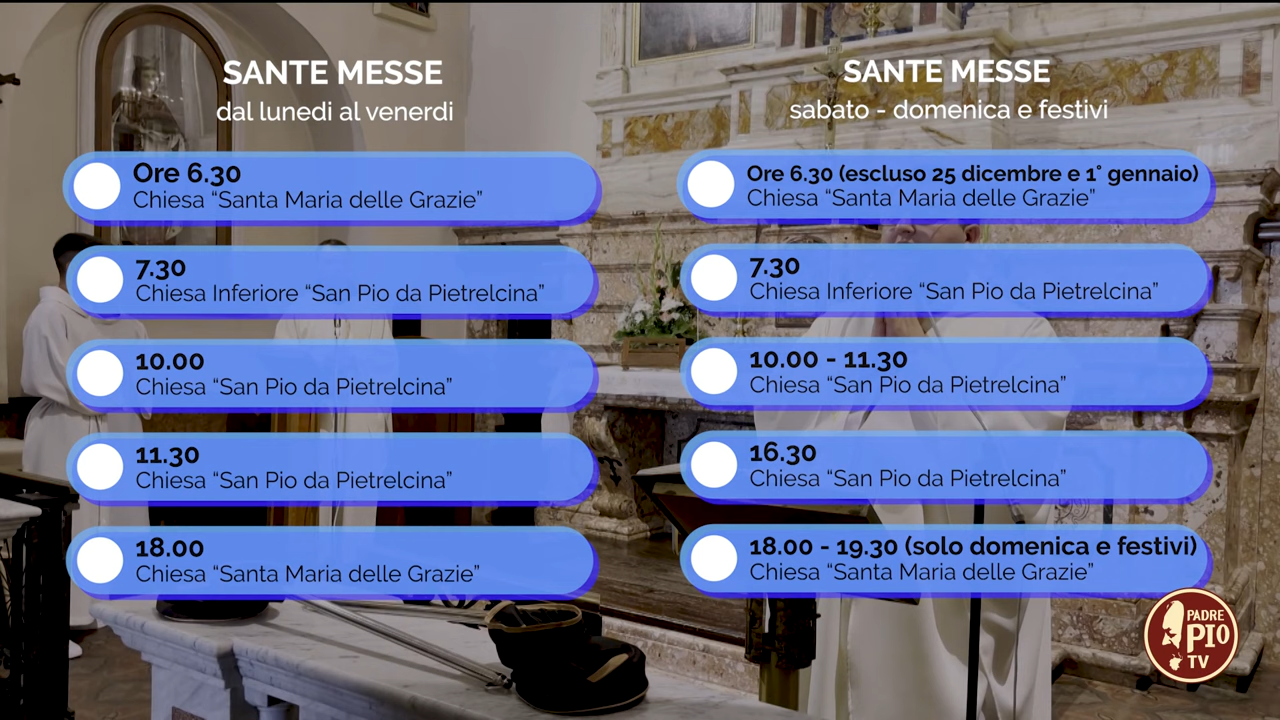 SANTE MESSE
dal lunedi al venerdi
Ore 6.30
Chiesa “Santa Maria delle Grazie”
7.30
Chiesa Inferiore “San Pio da Pietrelcina”
10.00
Chiesa “San Pio da Pietrelcina”
11.30
Chiesa “San Pio da Pietrelcina”
18.00
Chiesa “Santa Maria delle Grazie”
SANTE MESSE
sabato - domenica e festivi
Ore 6.30 (escluso 25 dicembre e 1° gennaio)
Chiesa “Santa Maria delle Grazie”
7.30
Chiesa Inferiore “San Pio da Pietrelcina”
10.00 - 11.30
Chiesa “San Pio da Pietrelcina”
16.30
Chiesa “San Pio da Pietrelcina”
18.00 - 19.30 (solo domenica e festivi)
Chiesa “Santa Maria delle Grazie”
PADRE
PIO
TV